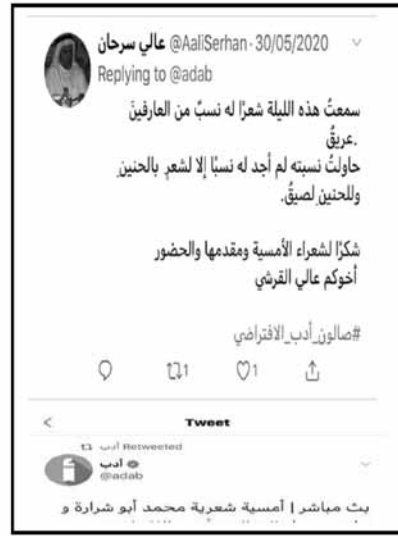 عالي سرحان @AaliSerhan · 30/05/2020
Replying to @adab
سمعتُ هذه الليلة شعرًا له نسبٌ من العارفينَ
عريقُ.
حاولتُ نسبته لم أجد له نسبًا إلا لشعرٍ بالحنينِ
وللحنينِ لصيقُ.
شكرًا لشعراء الأمسية ومقدمها والحضور
أخوكم عالي القرشي
#صالون_أدب_الافتراضي
1 1
Tweet
أدب Retweeted
أدب
@adab
بث مباشر | أمسية شعرية محمد أبو شرارة و